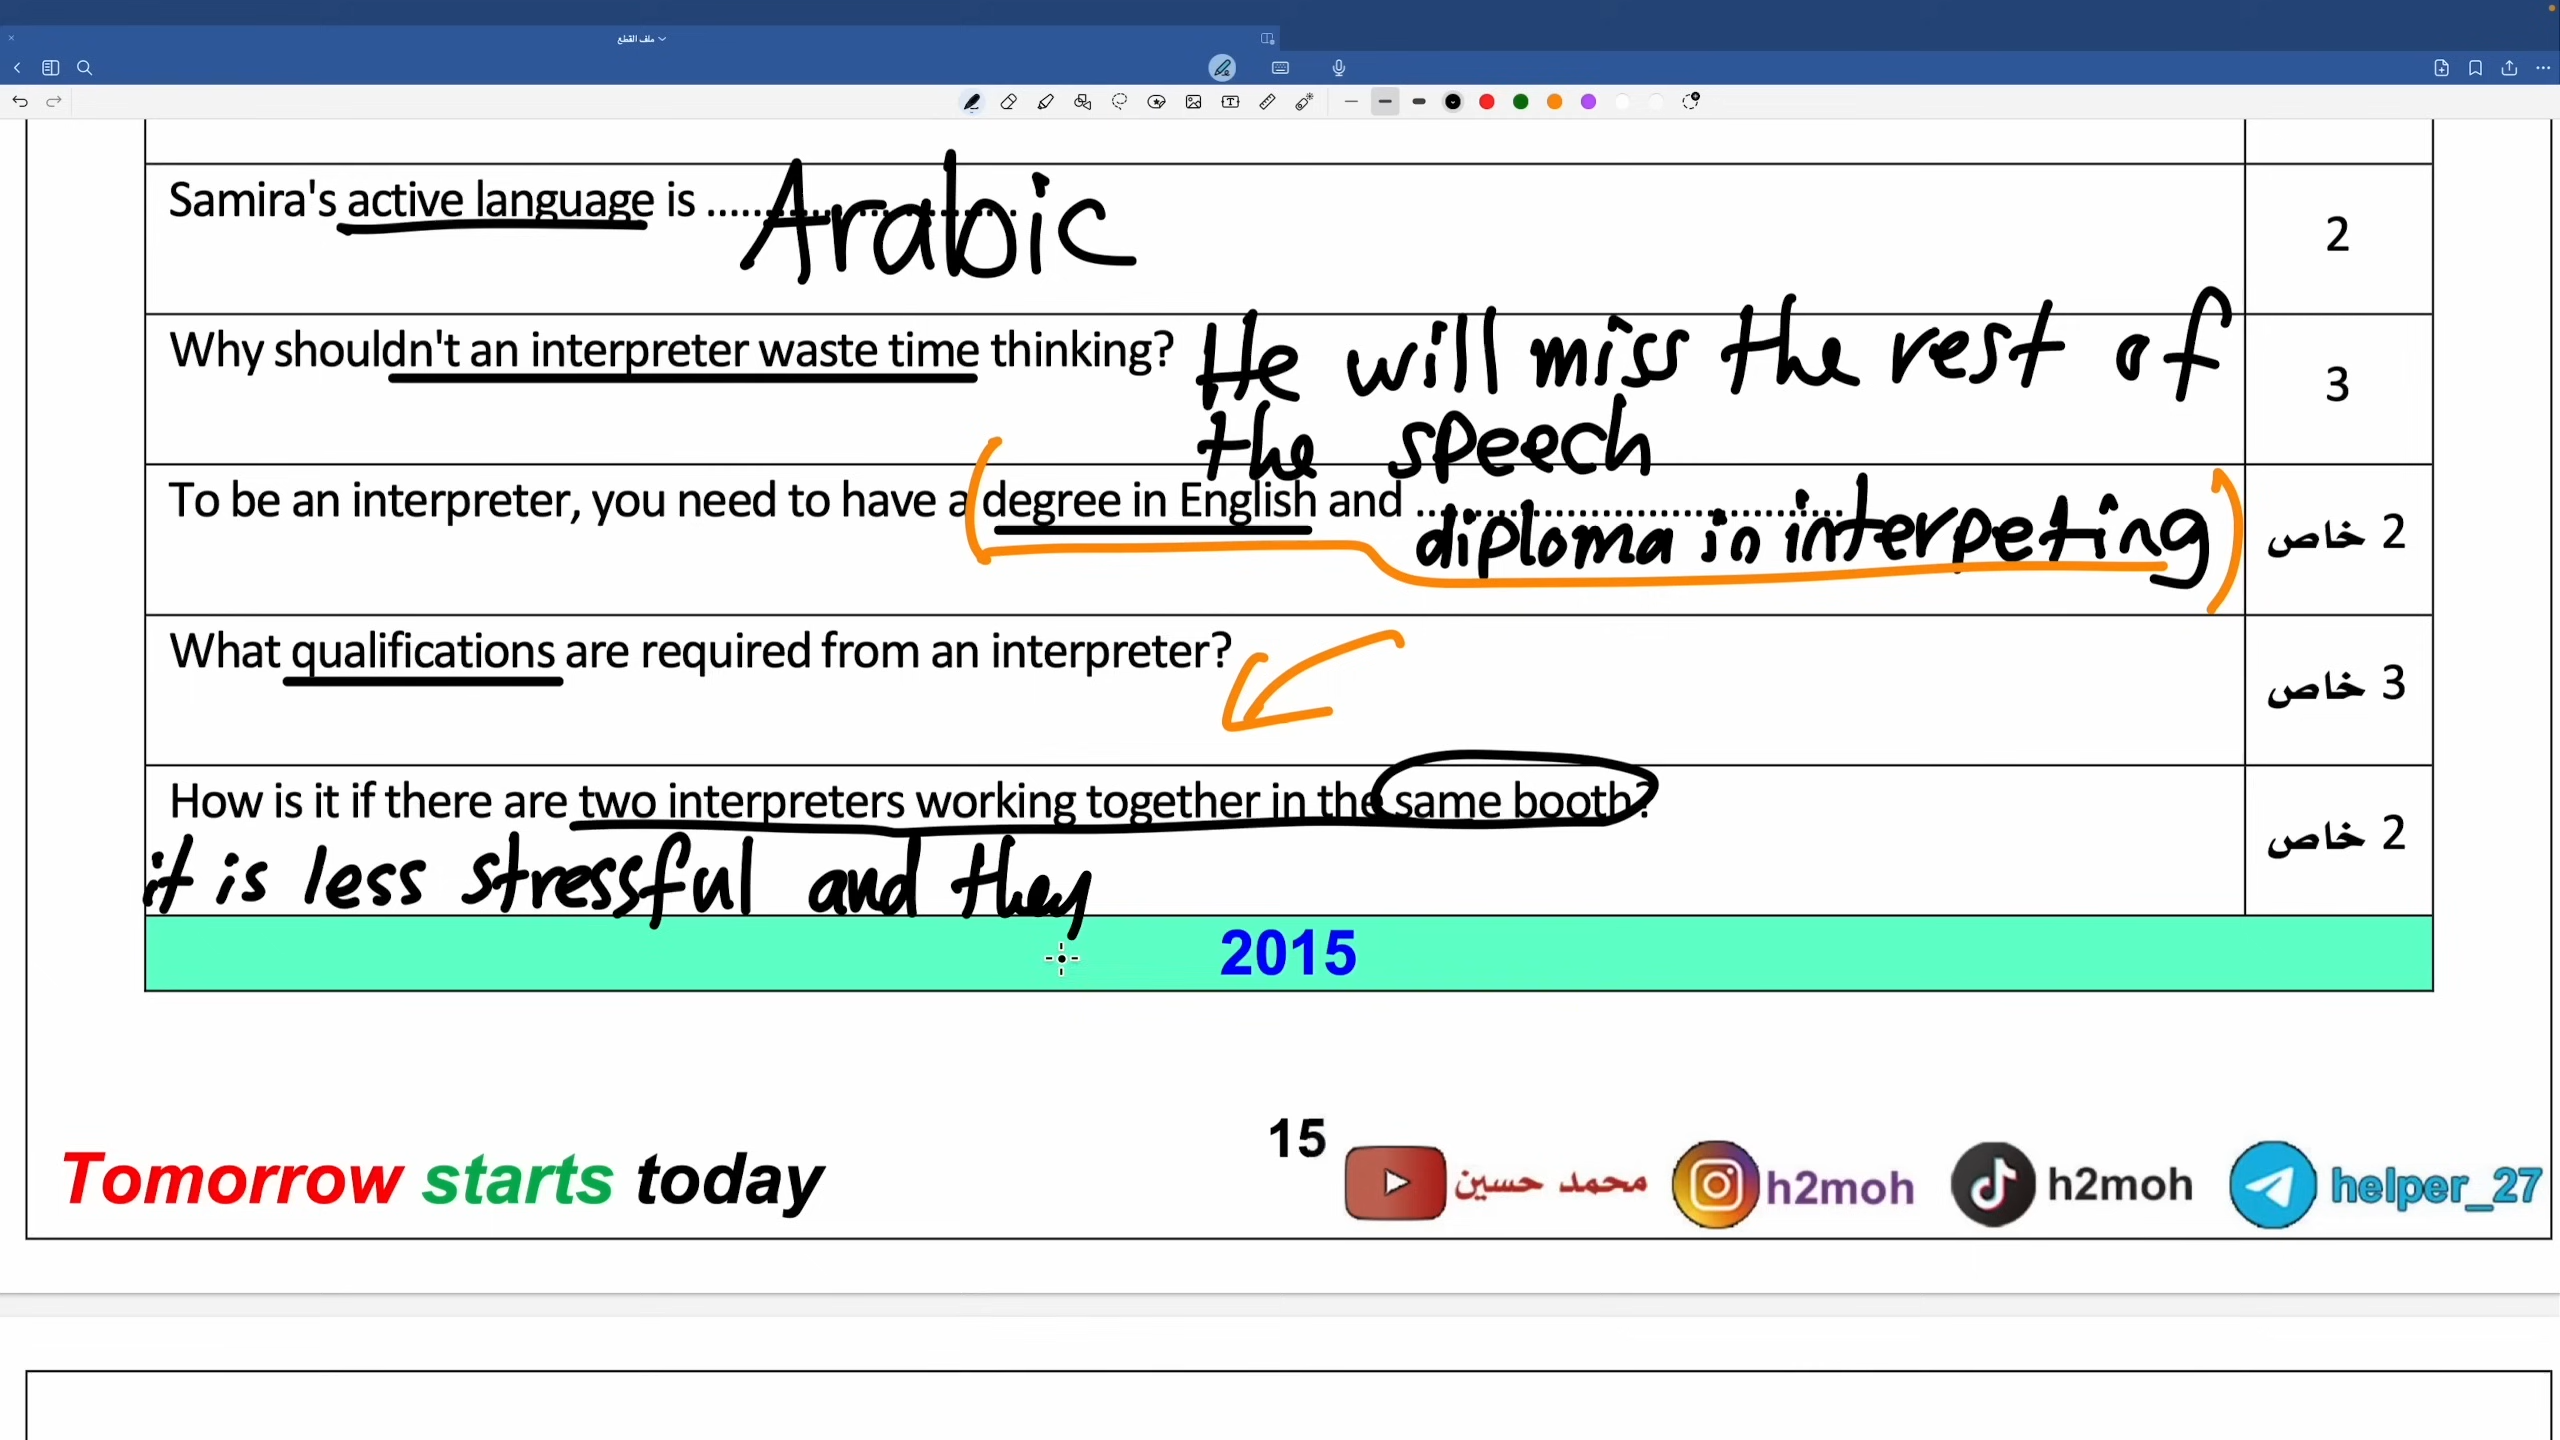 ملف القطع
Samira's active language is ........................ Arabic
2
Why shouldn't an interpreter waste time thinking? He will miss the rest of
the speech
3
To be an interpreter, you need to have a degree in English and ................................
diploma in interpeting
2 خاص
What qualifications are required from an interpreter?
3 خاص
How is it if there are two interpreters working together in the same booth?
it is less stressful and they
2 خاص
2015
15
Tomorrow starts today
محمد حسين
h2moh
h2moh
helper_27